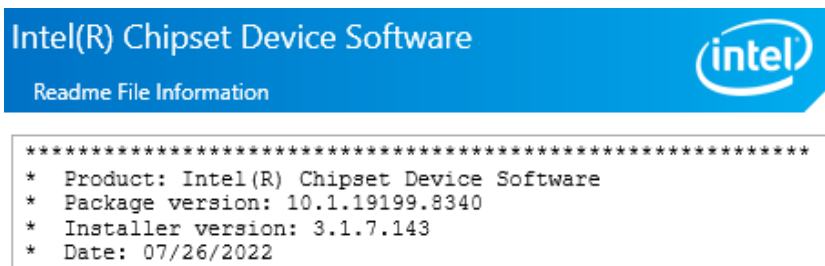 Intel(R) Chipset Device Software
intel
Readme File Information
************************************************************
* Product: Intel(R) Chipset Device Software
* Package version: 10.1.19199.8340
* Installer version: 3.1.7.143
* Date: 07/26/2022